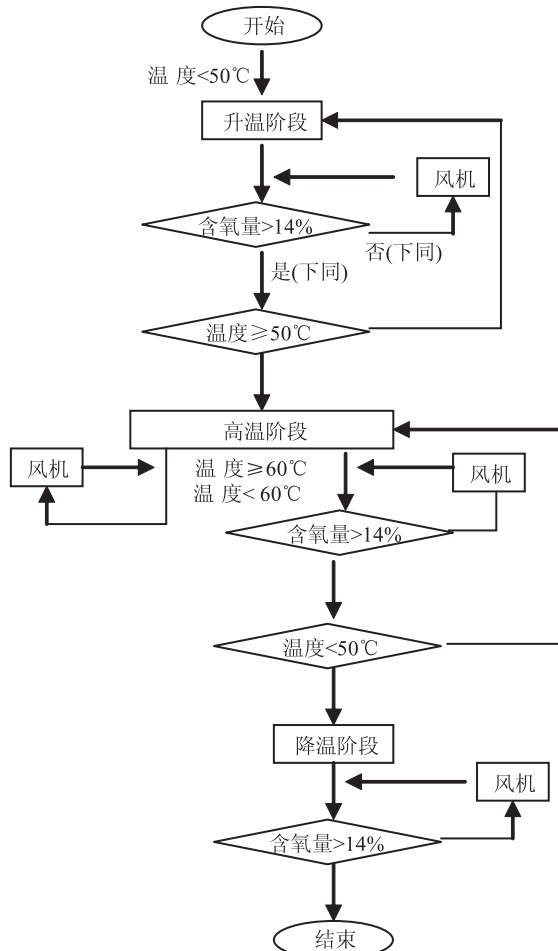 开始
温 度<50℃
升温阶段
风机
含氧量>14%
否(下同)
是(下同)
温度≥50℃
高温阶段
风机
温 度≥60℃
温 度<60℃
风机
含氧量>14%
温度<50℃
降温阶段
风机
含氧量>14%
结束